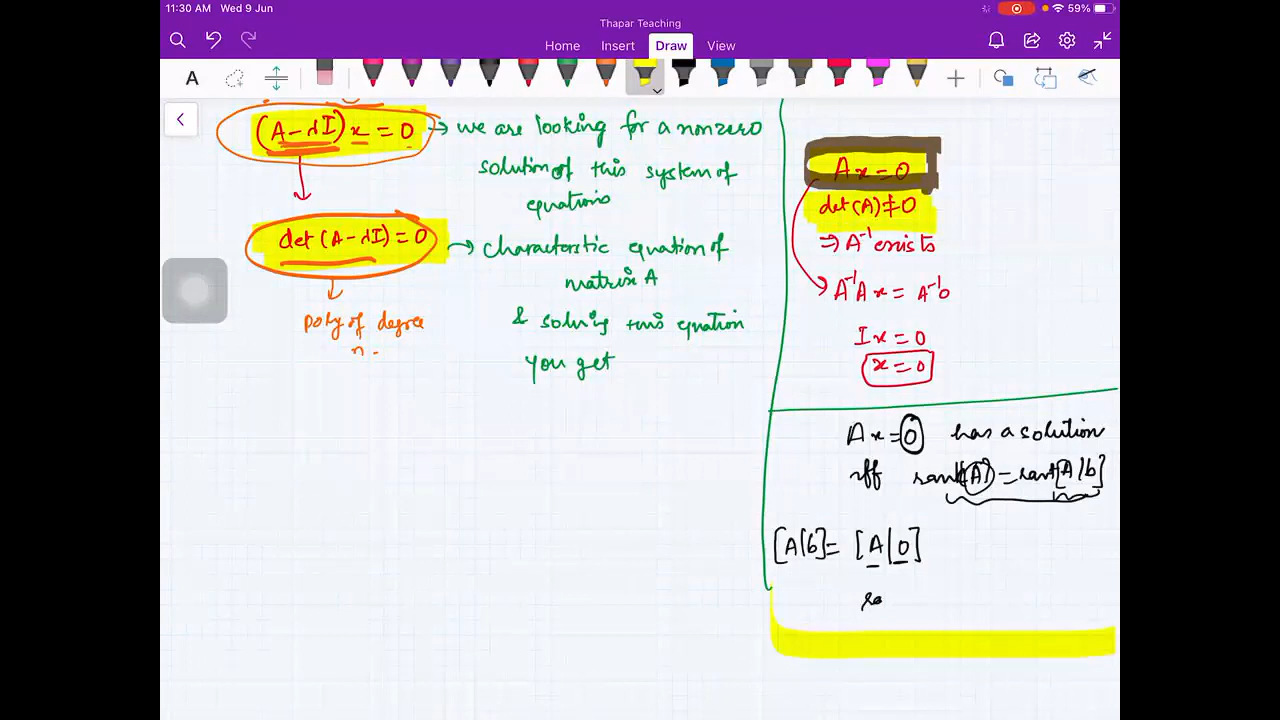 11:30 AM Wed 9 Jun
59%
Thapar Teaching
Home Insert Draw View
A
(A-λI)x = 0 → we are looking for a nonzero
solution of this system of
equations
det(A-λI)=0 → characterstic equation of
matrix A
poly of degree
n
& solving this equation
you get
Ax=0
det(A)≠0
⇒ A⁻¹ exists
A⁻¹Ax = A⁻¹0
Ix=0
x=0
Ax=0 has a solution
iff rank(A)=rank[A|b]
[A|b]= [A|0]